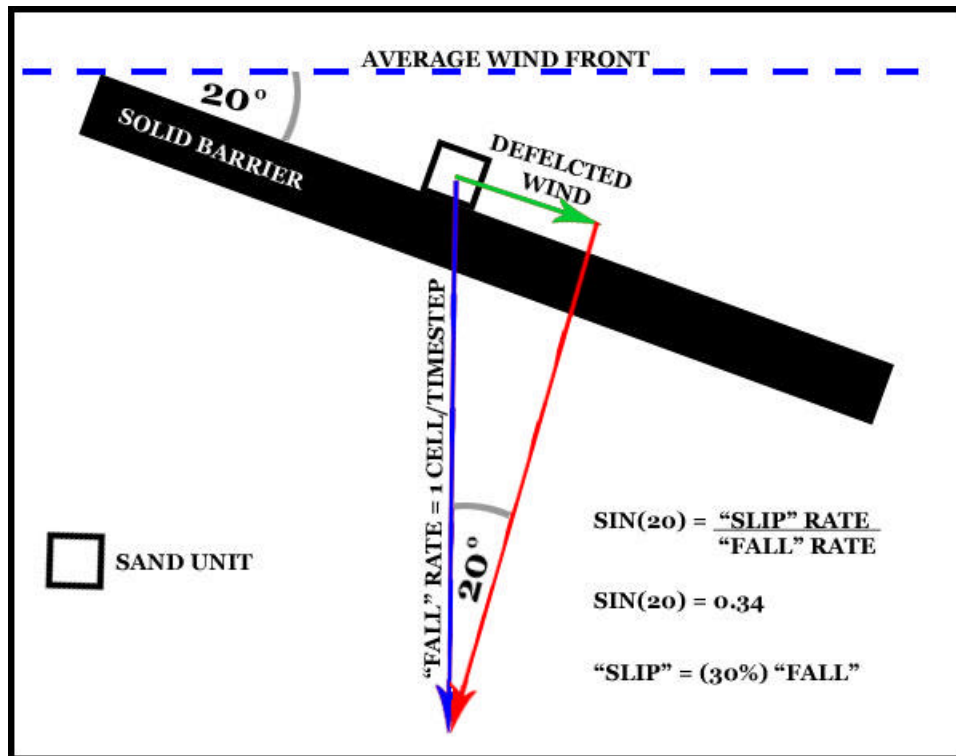 AVERAGE WIND FRONT
20°
SOLID BARRIER
DEFELCTED
WIND
"FALL" RATE = 1 CELL/TIMESTEP
20°
SAND UNIT
SIN(20) = “SLIP” RATE
“FALL” RATE
SIN(20) = 0.34
“SLIP” = (30%) “FALL”